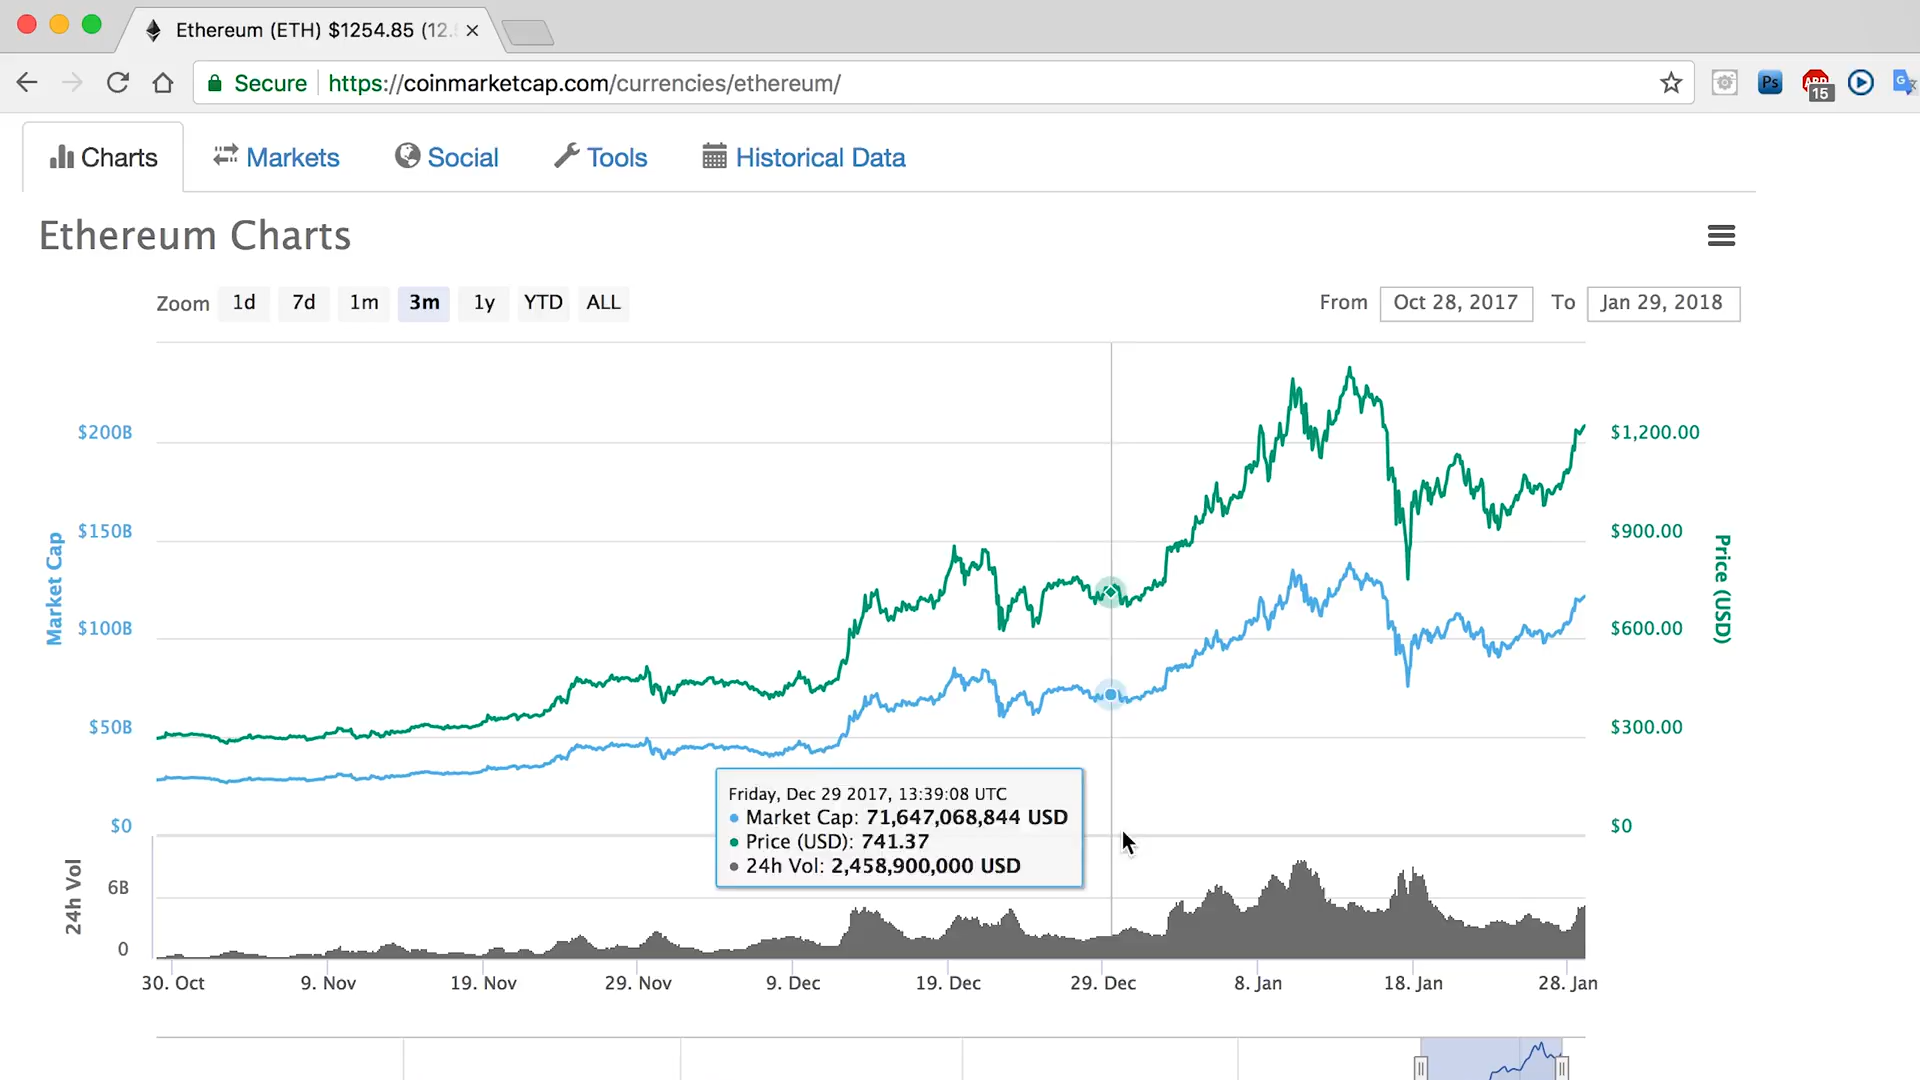 Ethereum (ETH) $1254.85 (12.
Secure https://coinmarketcap.com/currencies/ethereum/
Ps
ABP
15
G
Charts Markets Social Tools Historical Data
Ethereum Charts
Zoom 1d 7d 1m 3m 1y YTD ALL From Oct 28, 2017 To Jan 29, 2018
$200B $1,200.00
$150B $900.00
Market Cap
Price (USD)
$100B $600.00
$50B $300.00
$0 $0
Friday, Dec 29 2017, 13:39:08 UTC
Market Cap: 71,647,068,844 USD
Price (USD): 741.37
24h Vol: 2,458,900,000 USD
24h Vol
6B
0
30. Oct 9. Nov 19. Nov 29. Nov 9. Dec 19. Dec 29. Dec 8. Jan 18. Jan 28. Jan